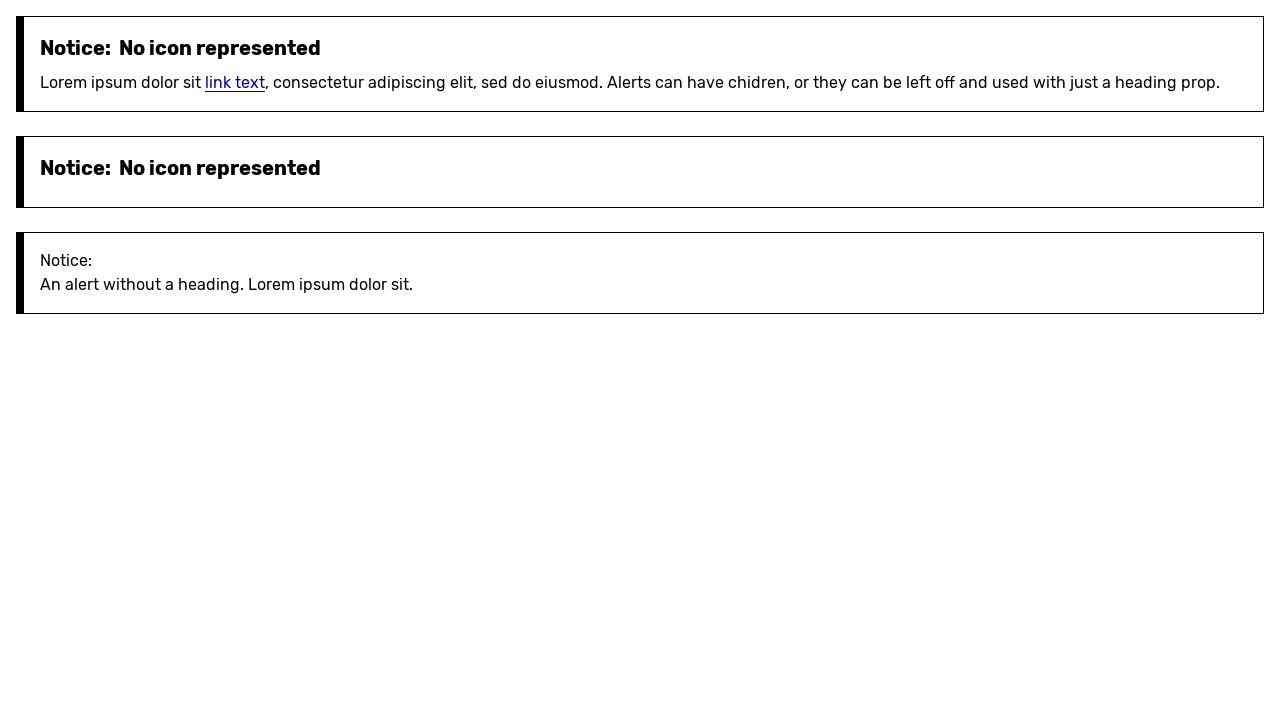 Notice: No icon represented
Lorem ipsum dolor sit link text, consectetur adipiscing elit, sed do eiusmod. Alerts can have chidren, or they can be left off and used with just a heading prop.
Notice: No icon represented
Notice:
An alert without a heading. Lorem ipsum dolor sit.